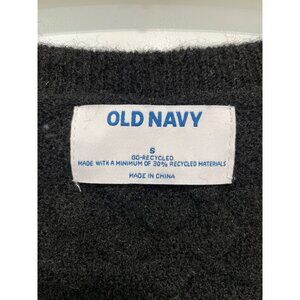 OLD NAVY
S
GO-RECYCLED
MADE WITH A MINIMUM OF 30% RECYCLED MATERIALS
MADE IN CHINA